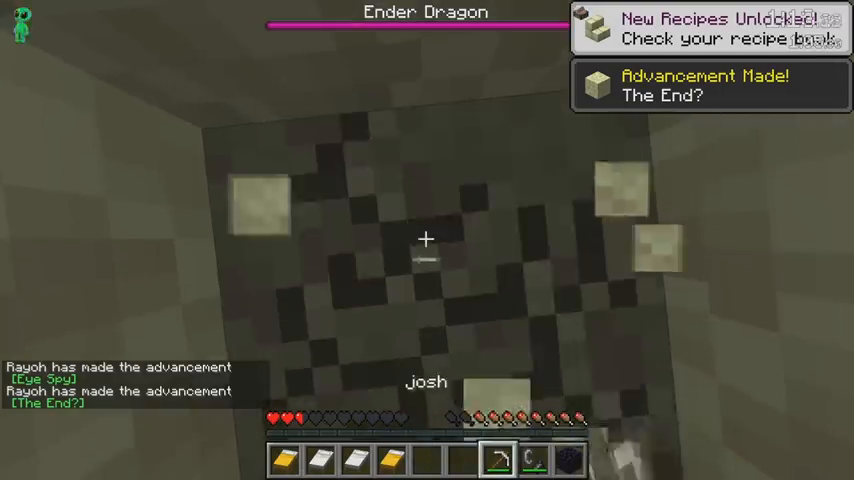 Ender Dragon
New Recipes Unlocked!
Check your recipe book
Advancement Made!
The End?
Rayoh has made the advancement
[Eye Spy]
Rayoh has made the advancement
[The End?]
josh